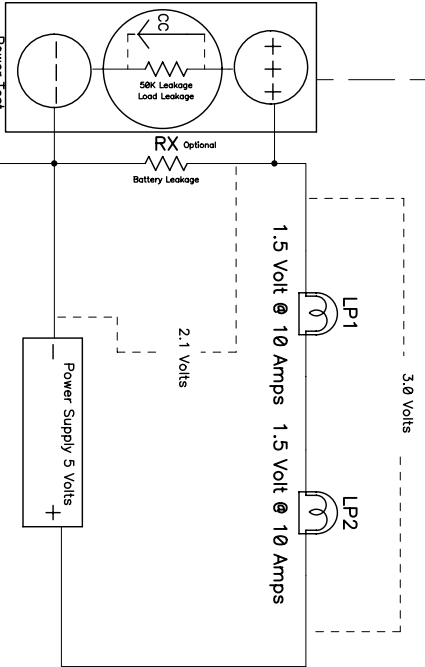 CC
50K Leakage
Load Leakage
RX Optional
Battery Leakage
LP1
1.5 Volt @ 10 Amps
LP2
1.5 Volt @ 10 Amps
3.0 Volts
2.1 Volts
Power Supply 5 Volts
− +
− − −
+ + +